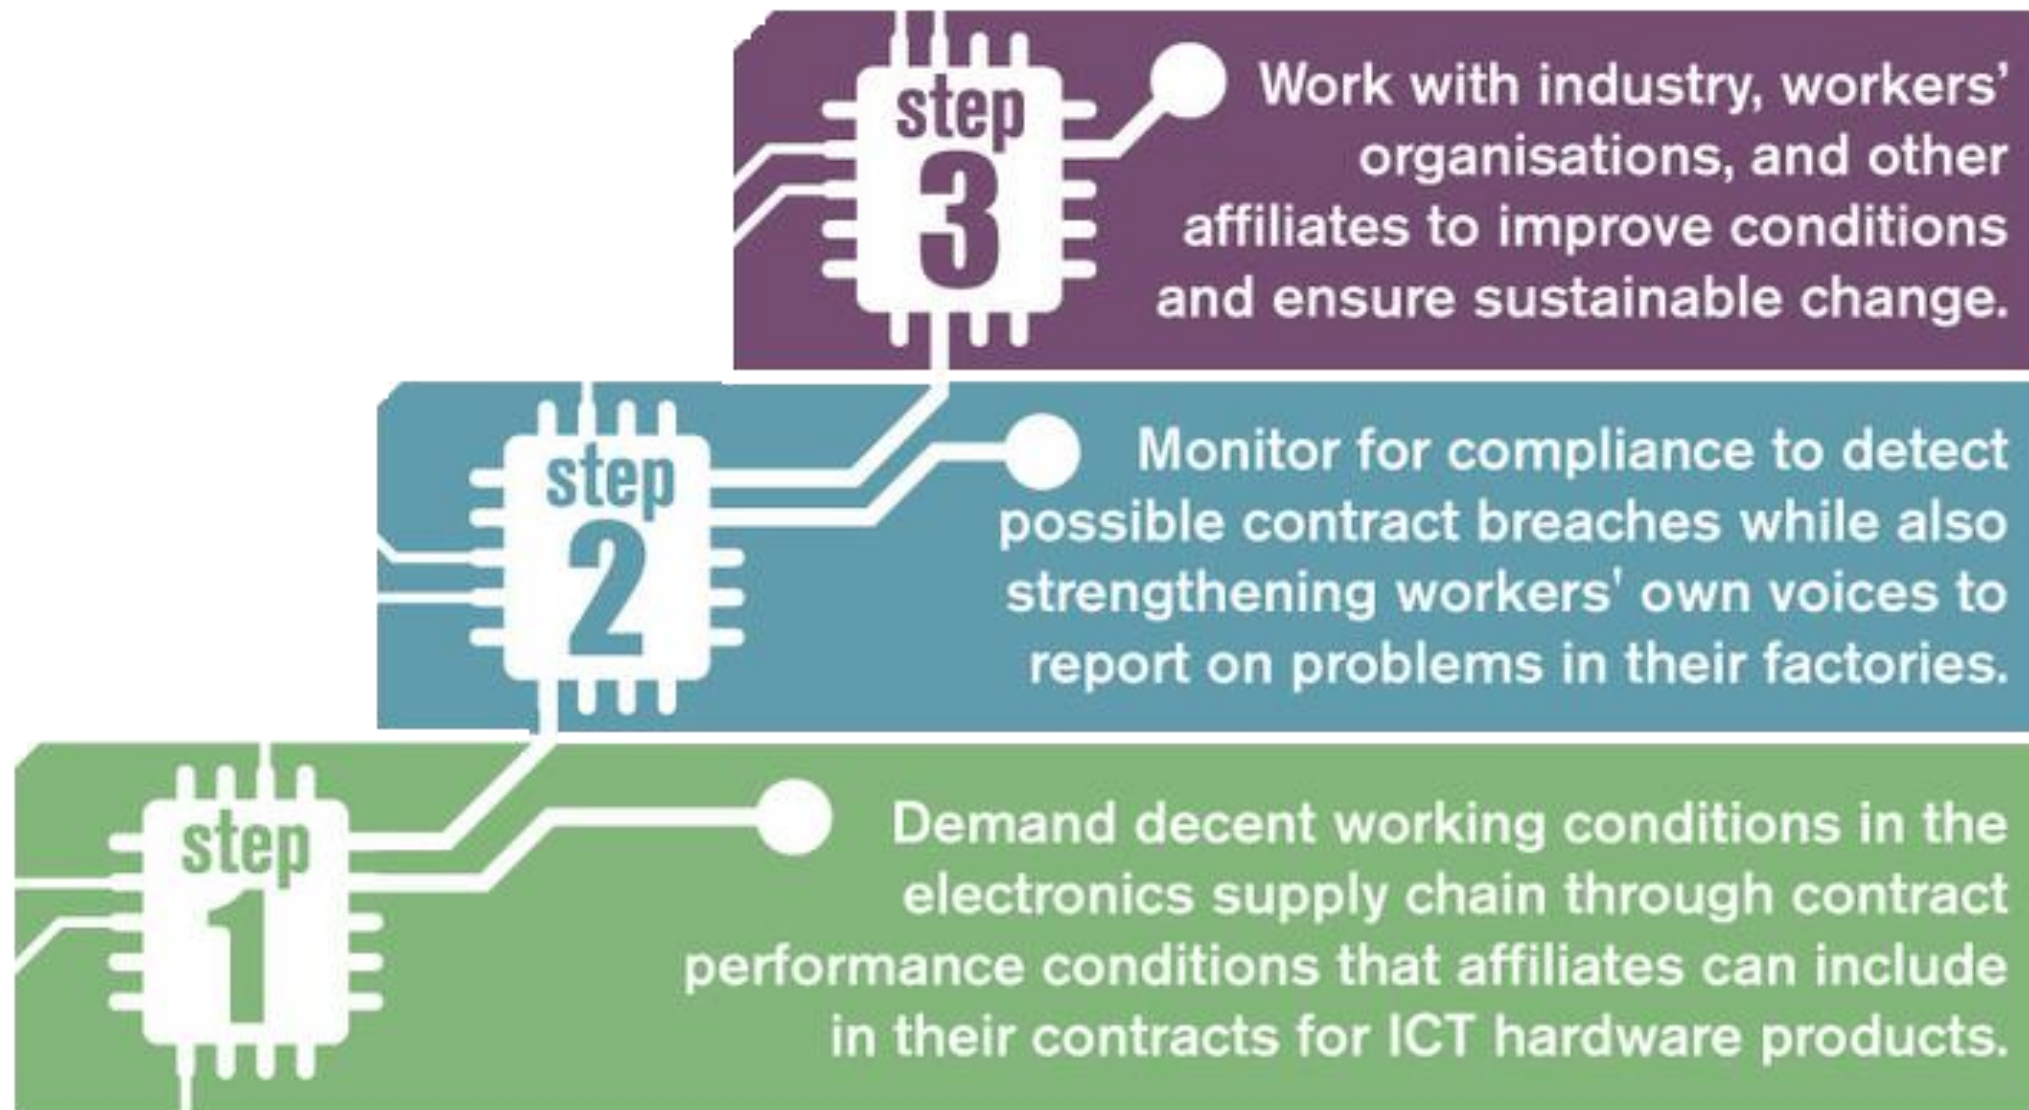 step
3
Work with industry, workers’
organisations, and other
affiliates to improve conditions
and ensure sustainable change.
step
2
Monitor for compliance to detect
possible contract breaches while also
strengthening workers' own voices to
report on problems in their factories.
step
1
Demand decent working conditions in the
electronics supply chain through contract
performance conditions that affiliates can include
in their contracts for ICT hardware products.